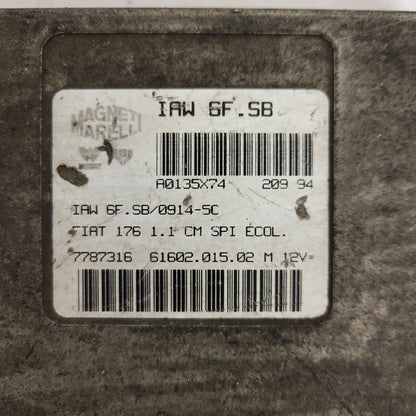 IAW 6F.SB
MAGNETI
MARELLI
A0135X74 209 94
IAW 6F.SB/0914-5C
FIAT 176 1.1 CM SPI ECOL.
7787316 61602.015.02 M 12V=